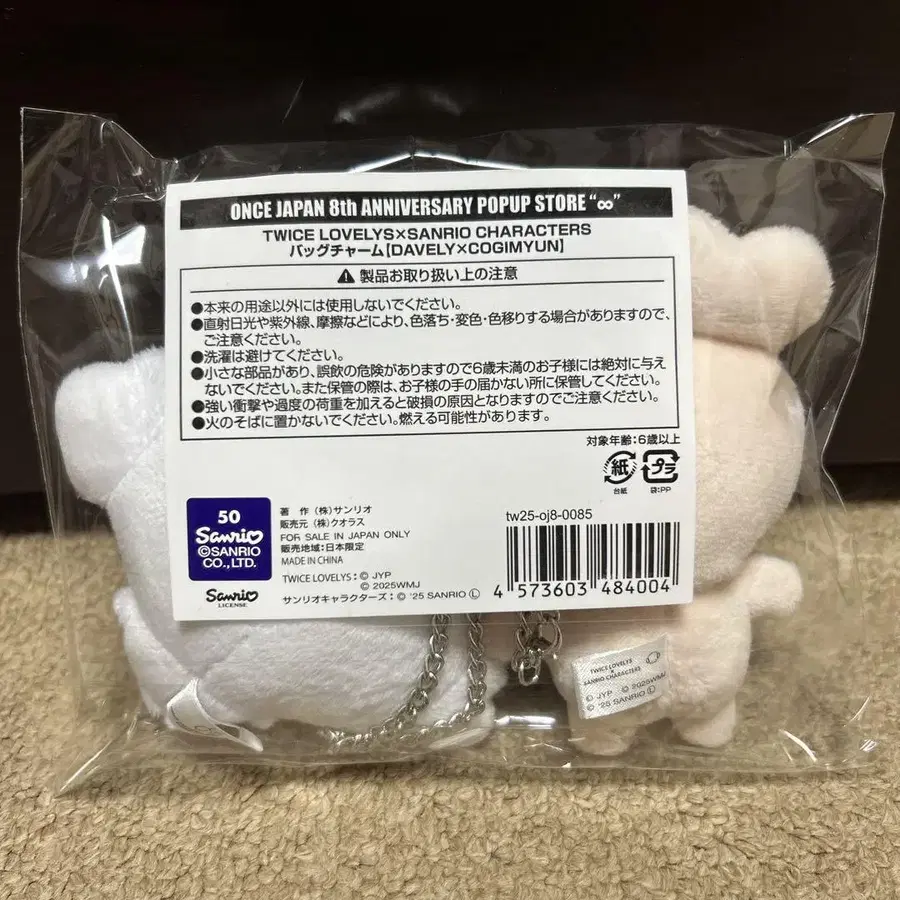 ONCE JAPAN 8th ANNIVERSARY POPUP STORE “∞”
TWICE LOVELYS×SANRIO CHARACTERS
バッグチャーム【DAVELY×COGIMYUN】
⚠ 製品お取り扱い上の注意
●本来の用途以外には使用しないでください。
●直射日光や紫外線、摩擦などにより、色落ち・変色・色移りする場合がありますので、
ご注意ください。
●洗濯は避けてください。
●小さな部品があり、誤飲の危険がありますので6歳未満のお子様には絶対に与え
ないでください。また保管の際は、お子様の手の届かない所に保管してください。
●強い衝撃や過度の荷重を加えると破損の原因となりますのでご注意ください。
●火のそばに置かないでください。燃える可能性があります。
対象年齢:6歳以上
紙 プラ
台紙 袋:PP
50
Sanrio
©SANRIO
CO.,LTD.
Sanrio
LICENSE
著 作 (株)サンリオ
販売元 (株)クオラス
FOR SALE IN JAPAN ONLY
販売地域:日本限定
MADE IN CHINA
TWICE LOVELYS:© JYP
© 2025WMJ
サンリオキャラクターズ:© '25 SANRIO Ⓛ
tw25-oj8-0085
4 573603 484004
TWICE LOVELYS
×
SANRIO CHARACTERS
© JYP © 2025WMJ
© '25 SANRIO Ⓛ